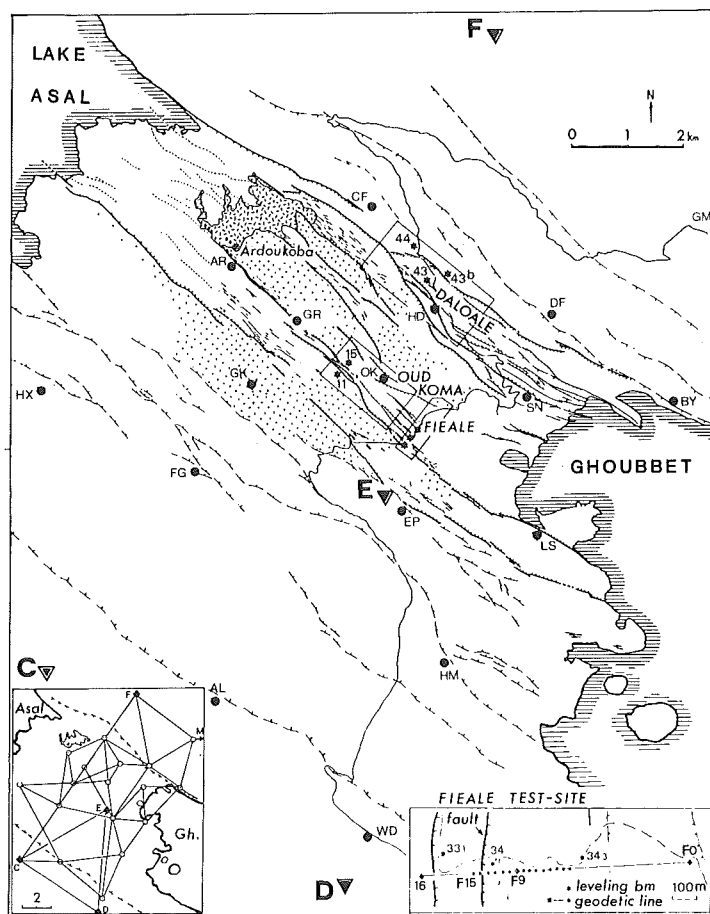 F
LAKE
ASAL
N
0 1 2 km
CF
GM
44
Ardoukoba
AR
43
43b
DALOALE
HD
DF
GR
15
11
OK
OUD
KOMA
GK
HX
SN
BY
FIEALE
GHOUBBET
FG
E
EP
LS
C
HM
AL
WD
D
Asal
F
M
E
Gh.
C
D
2
FIEALE TEST-SITE
fault
331
34
343
F0
16
F15
F9
leveling bm
geodetic line
100m